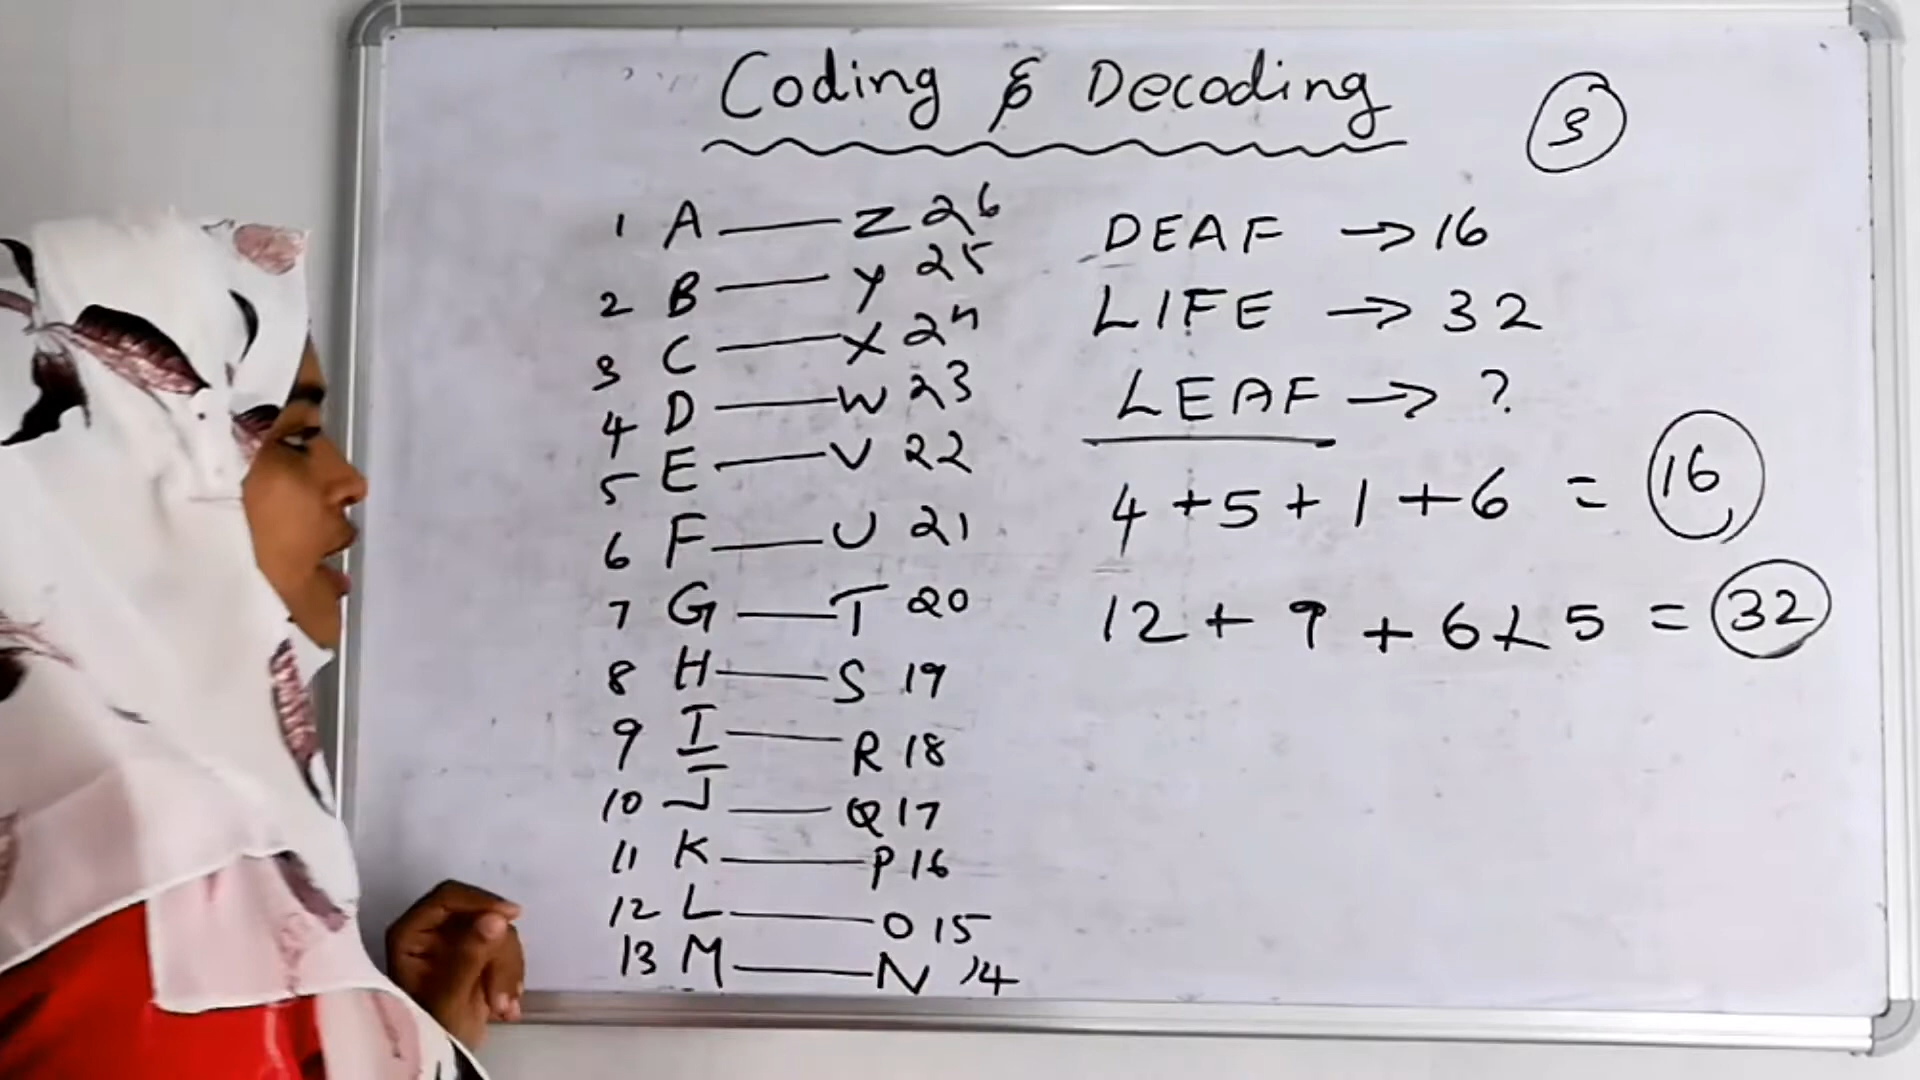 Coding & Decoding
3
1 A — Z 26
2 B — Y 25
3 C — X 24
4 D — W 23
5 E — V 22
6 F — U 21
7 G — T 20
8 H — S 19
9 I — R 18
10 J — Q 17
11 K — P 16
12 L — O 15
13 M — N 14
DEAF → 16
LIFE → 32
LEAF → ?
4 + 5 + 1 + 6 = 16
12 + 9 + 6 + 5 = 32